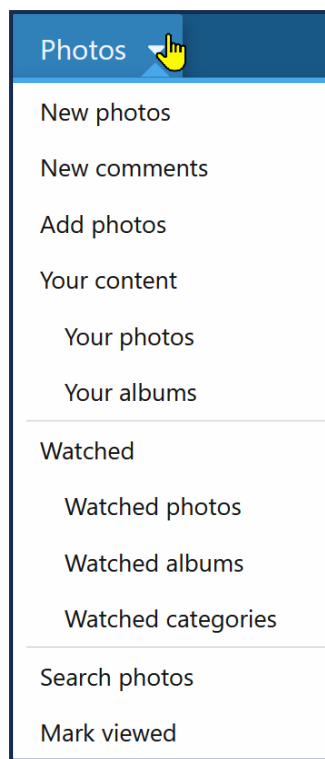 Photos
New photos
New comments
Add photos
Your content
Your photos
Your albums
Watched
Watched photos
Watched albums
Watched categories
Search photos
Mark viewed